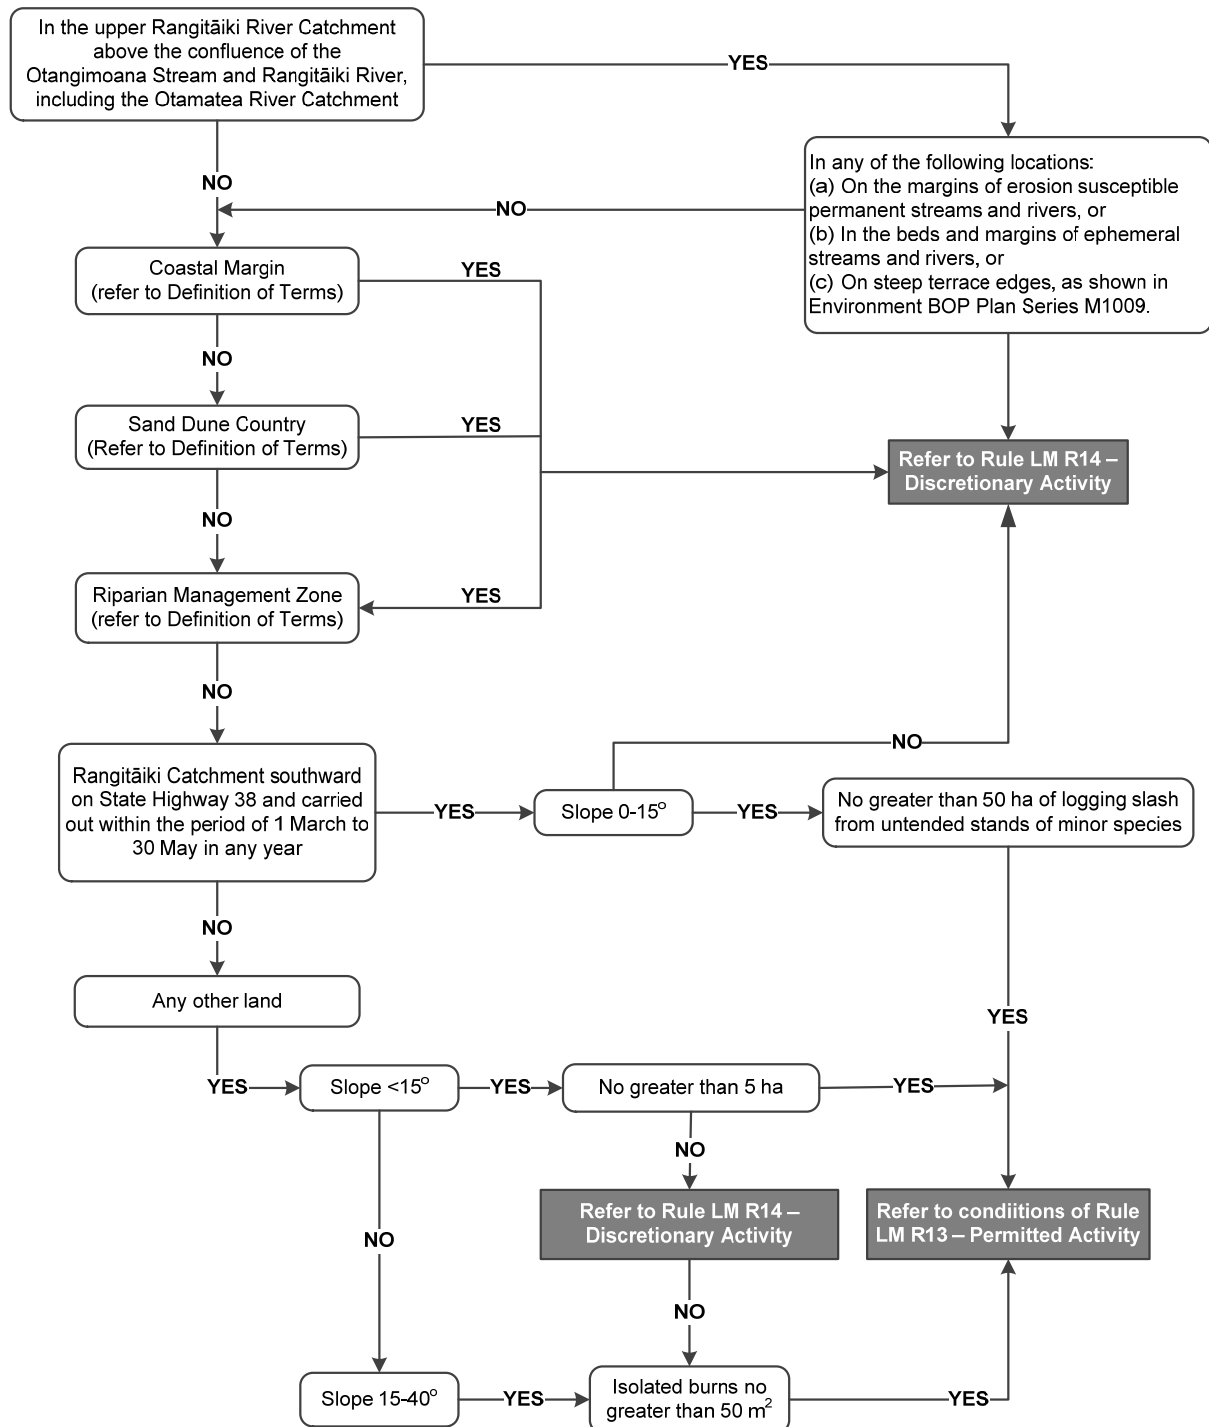 In the upper Rangitāiki River Catchment
above the confluence of the
Otangimoana Stream and Rangitāiki River,
including the Otamatea River Catchment
YES
NO
In any of the following locations:
(a) On the margins of erosion susceptible
permanent streams and rivers, or
(b) In the beds and margins of ephemeral
streams and rivers, or
(c) On steep terrace edges, as shown in
Environment BOP Plan Series M1009.
NO
Coastal Margin
(refer to Definition of Terms)
YES
NO
Sand Dune Country
(Refer to Definition of Terms)
YES
Refer to Rule LM R14 –
Discretionary Activity
NO
Riparian Management Zone
(refer to Definition of Terms)
YES
NO
NO
Rangitāiki Catchment southward
on State Highway 38 and carried
out within the period of 1 March to
30 May in any year
YES
Slope 0-15°
YES
No greater than 50 ha of logging slash
from untended stands of minor species
NO
Any other land
YES
YES
Slope <15°
YES
No greater than 5 ha
YES
NO
Refer to Rule LM R14 –
Discretionary Activity
Refer to condiitions of Rule
LM R13 – Permitted Activity
NO
NO
Slope 15-40°
YES
Isolated burns no
greater than 50 m²
YES